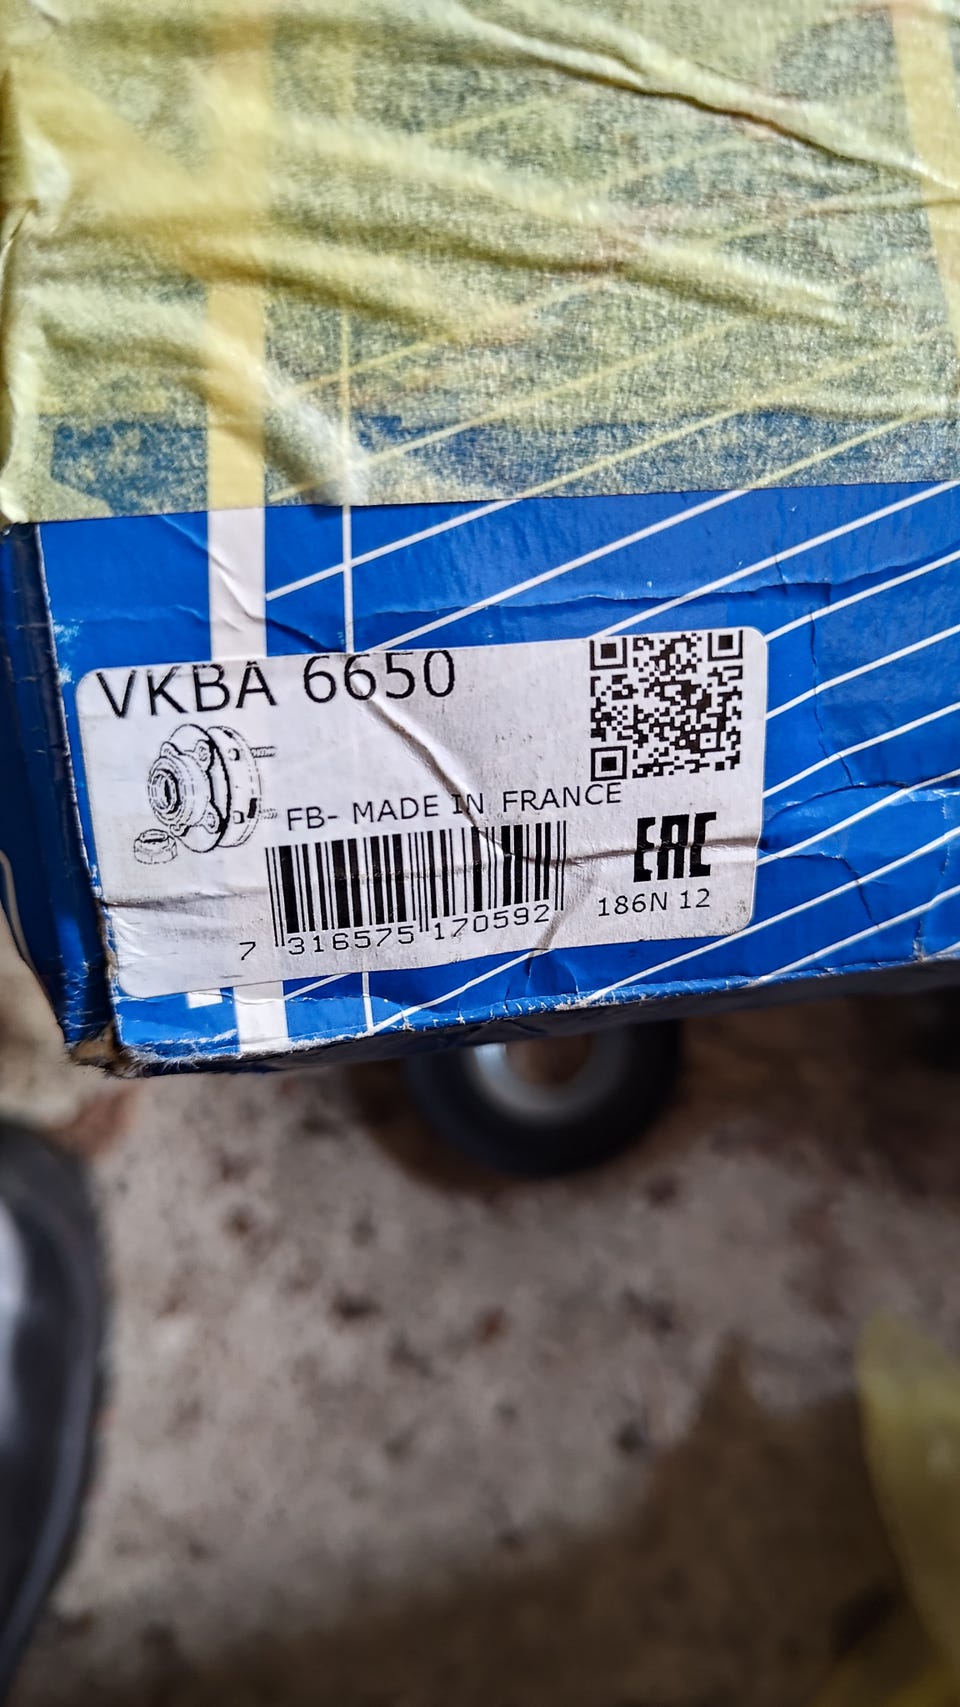 VKBA 6650
FB- MADE IN FRANCE
EAC
7 316575 170592
186N 12